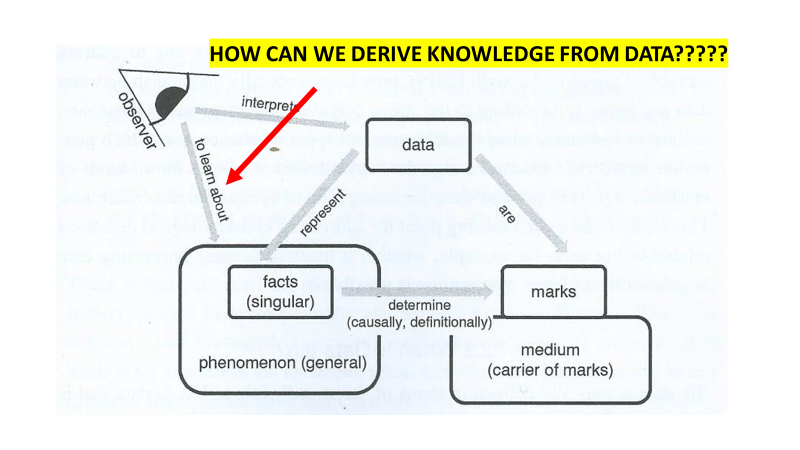 HOW CAN WE DERIVE KNOWLEDGE FROM DATA?????
observer
interprets
data
to learn about
represent
are
facts
(singular)
marks
determine
(causally, definitionally)
phenomenon (general)
medium
(carrier of marks)